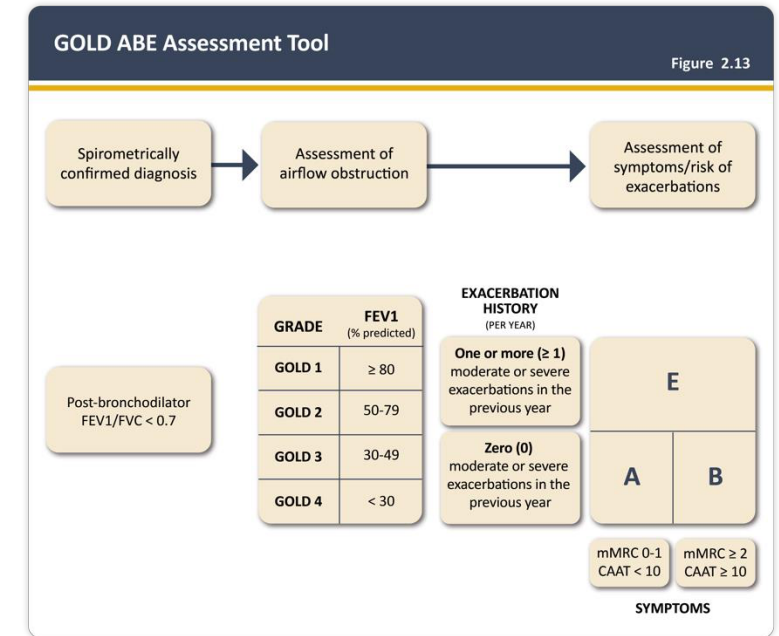 GOLD ABE Assessment Tool
Figure 2.13
Spirometrically
confirmed diagnosis
Assessment of
airflow obstruction
Assessment of
symptoms/risk of
exacerbations
Post-bronchodilator
FEV1/FVC < 0.7
GRADE
FEV1
(% predicted)
GOLD 1
≥ 80
GOLD 2
50-79
GOLD 3
30-49
GOLD 4
< 30
EXACERBATION
HISTORY
(PER YEAR)
One or more (≥ 1)
moderate or severe
exacerbations in the
previous year
Zero (0)
moderate or severe
exacerbations in the
previous year
E
A
B
mMRC 0-1
CAAT < 10
mMRC ≥ 2
CAAT ≥ 10
SYMPTOMS